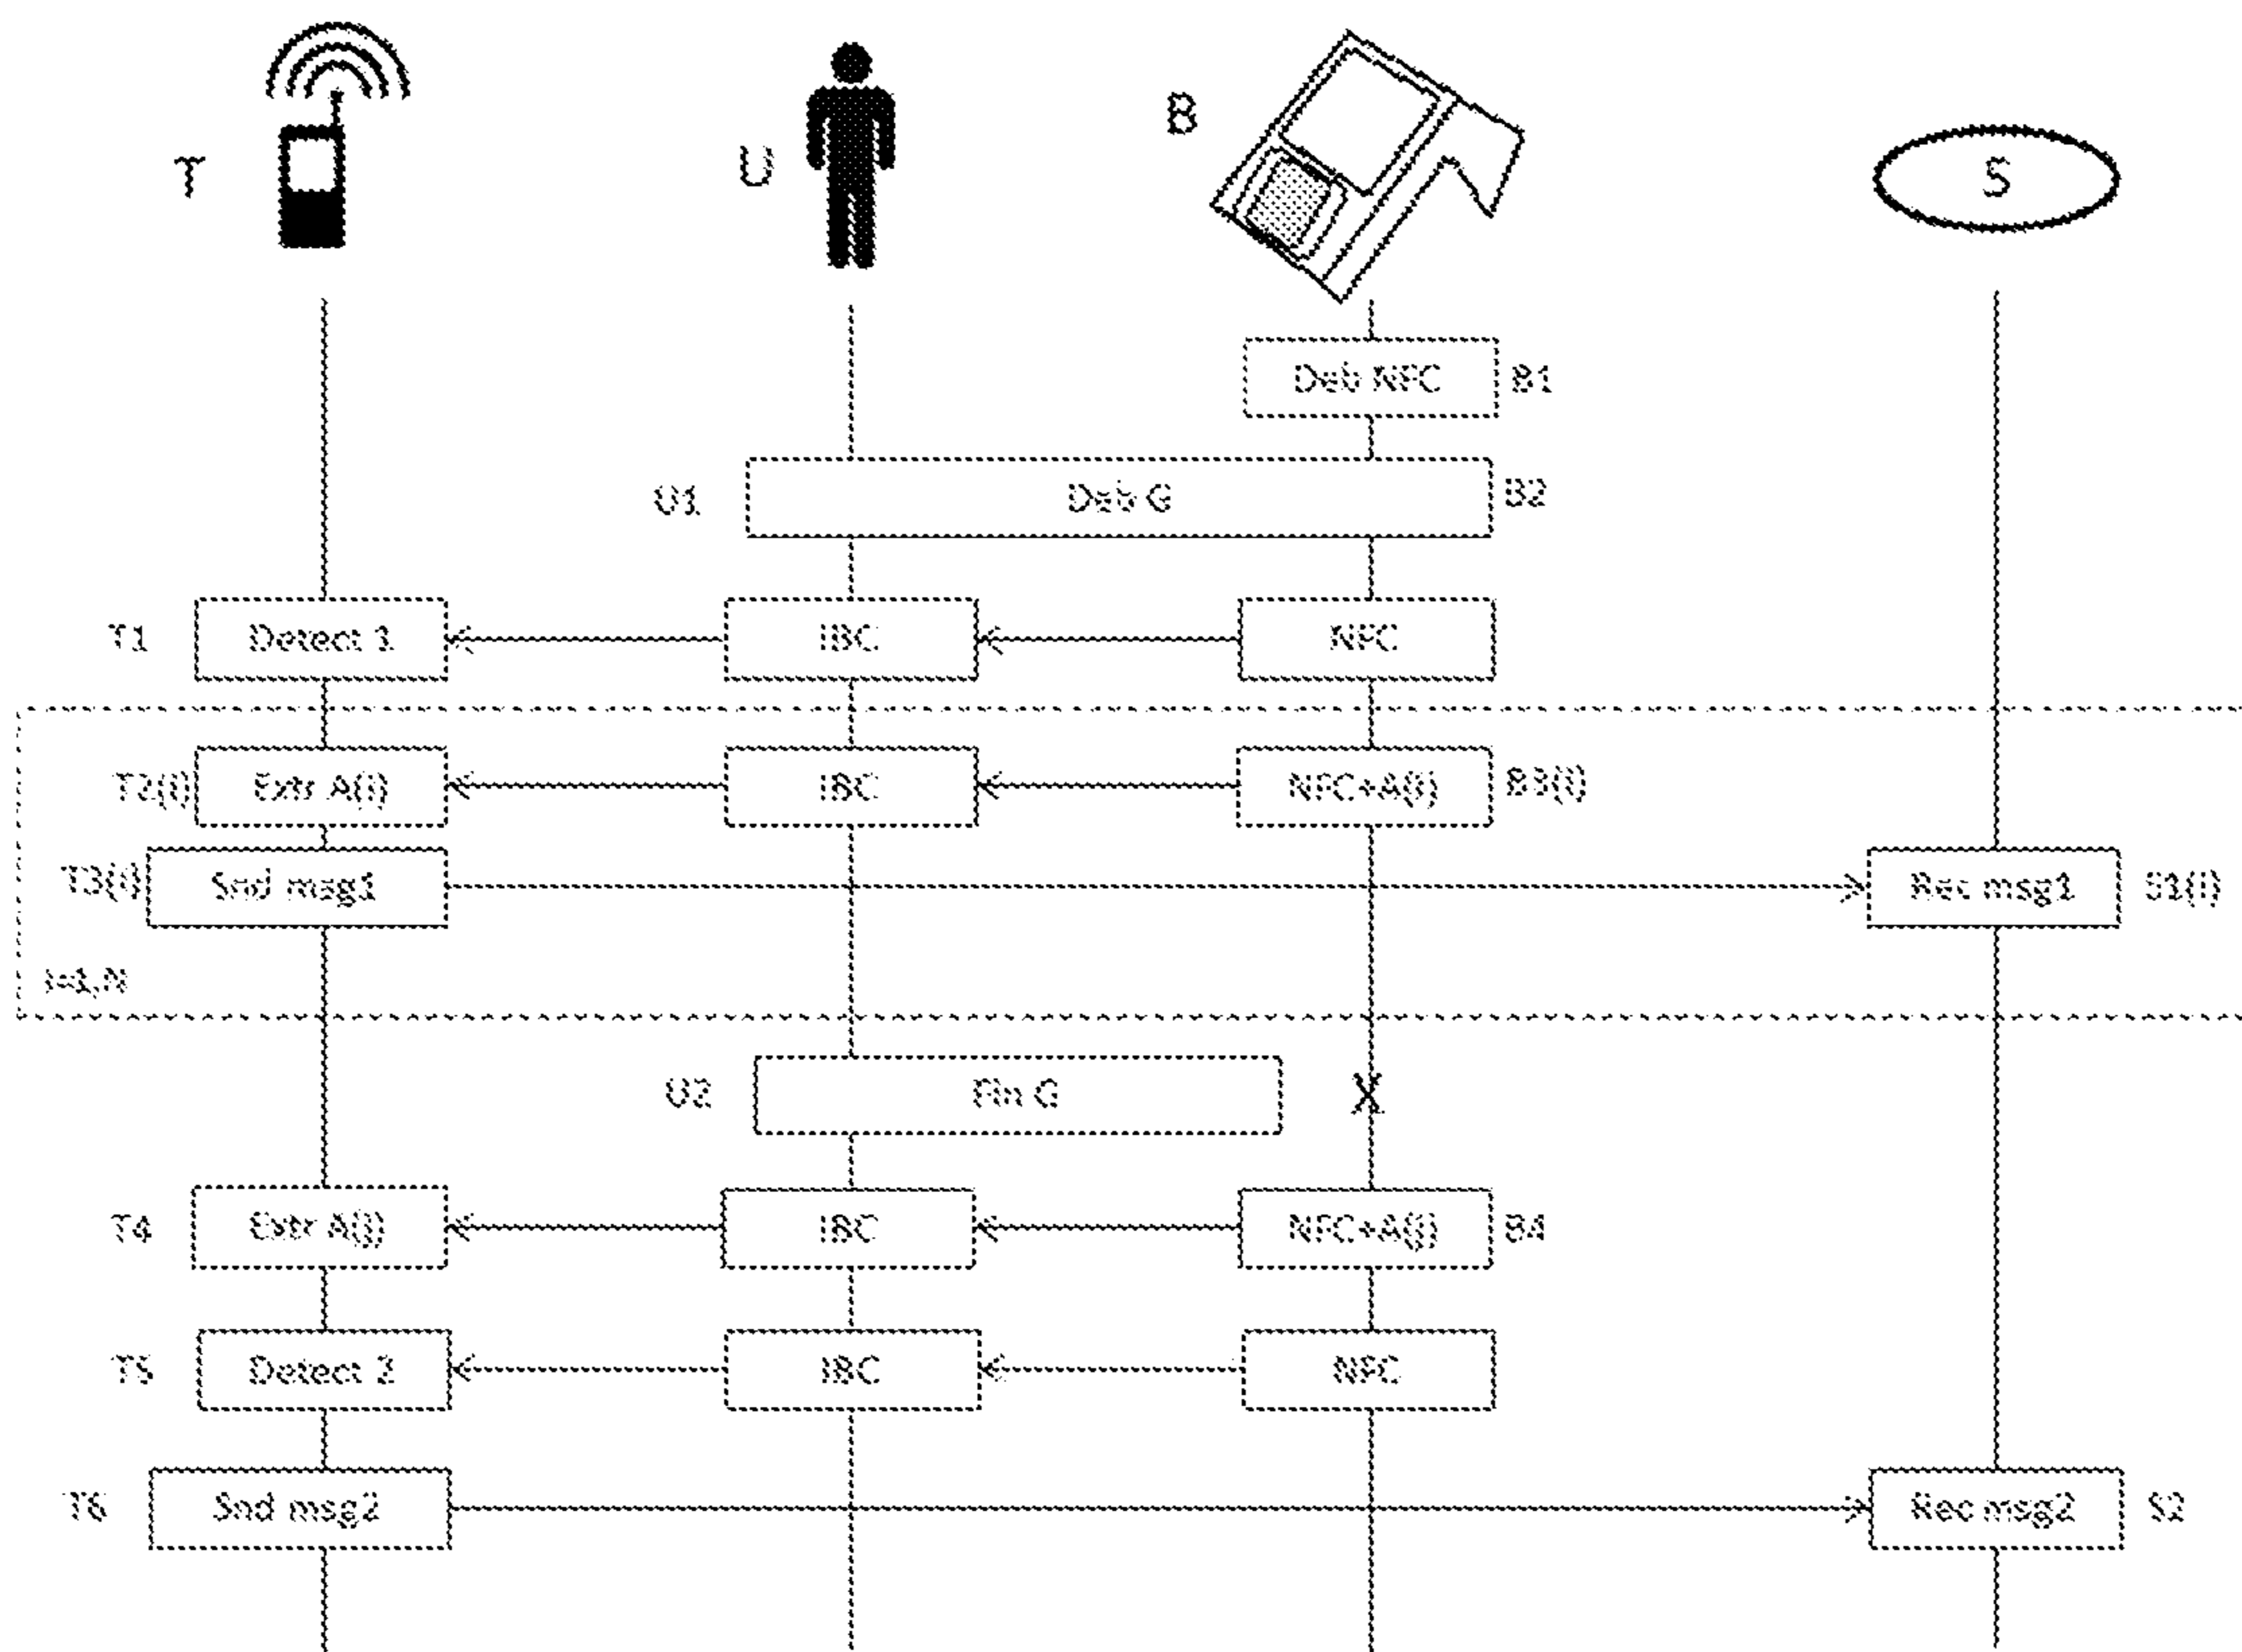 T
U
B
S
Deb NFC B1
U1 Deb G B2
T1 Detect 1 IBC NFC
T2(i) Extr A(i) IBC NFC+A(i) B3(i)
T3(i) Snd msg1 Rec msg1 S1(i)
i=1,N
U2 Fin G X
T4 Extr A(j) IBC NFC+A(j) B4
T5 Detect 2 IBC NFC
T6 Snd msg2 Rec msg2 S2